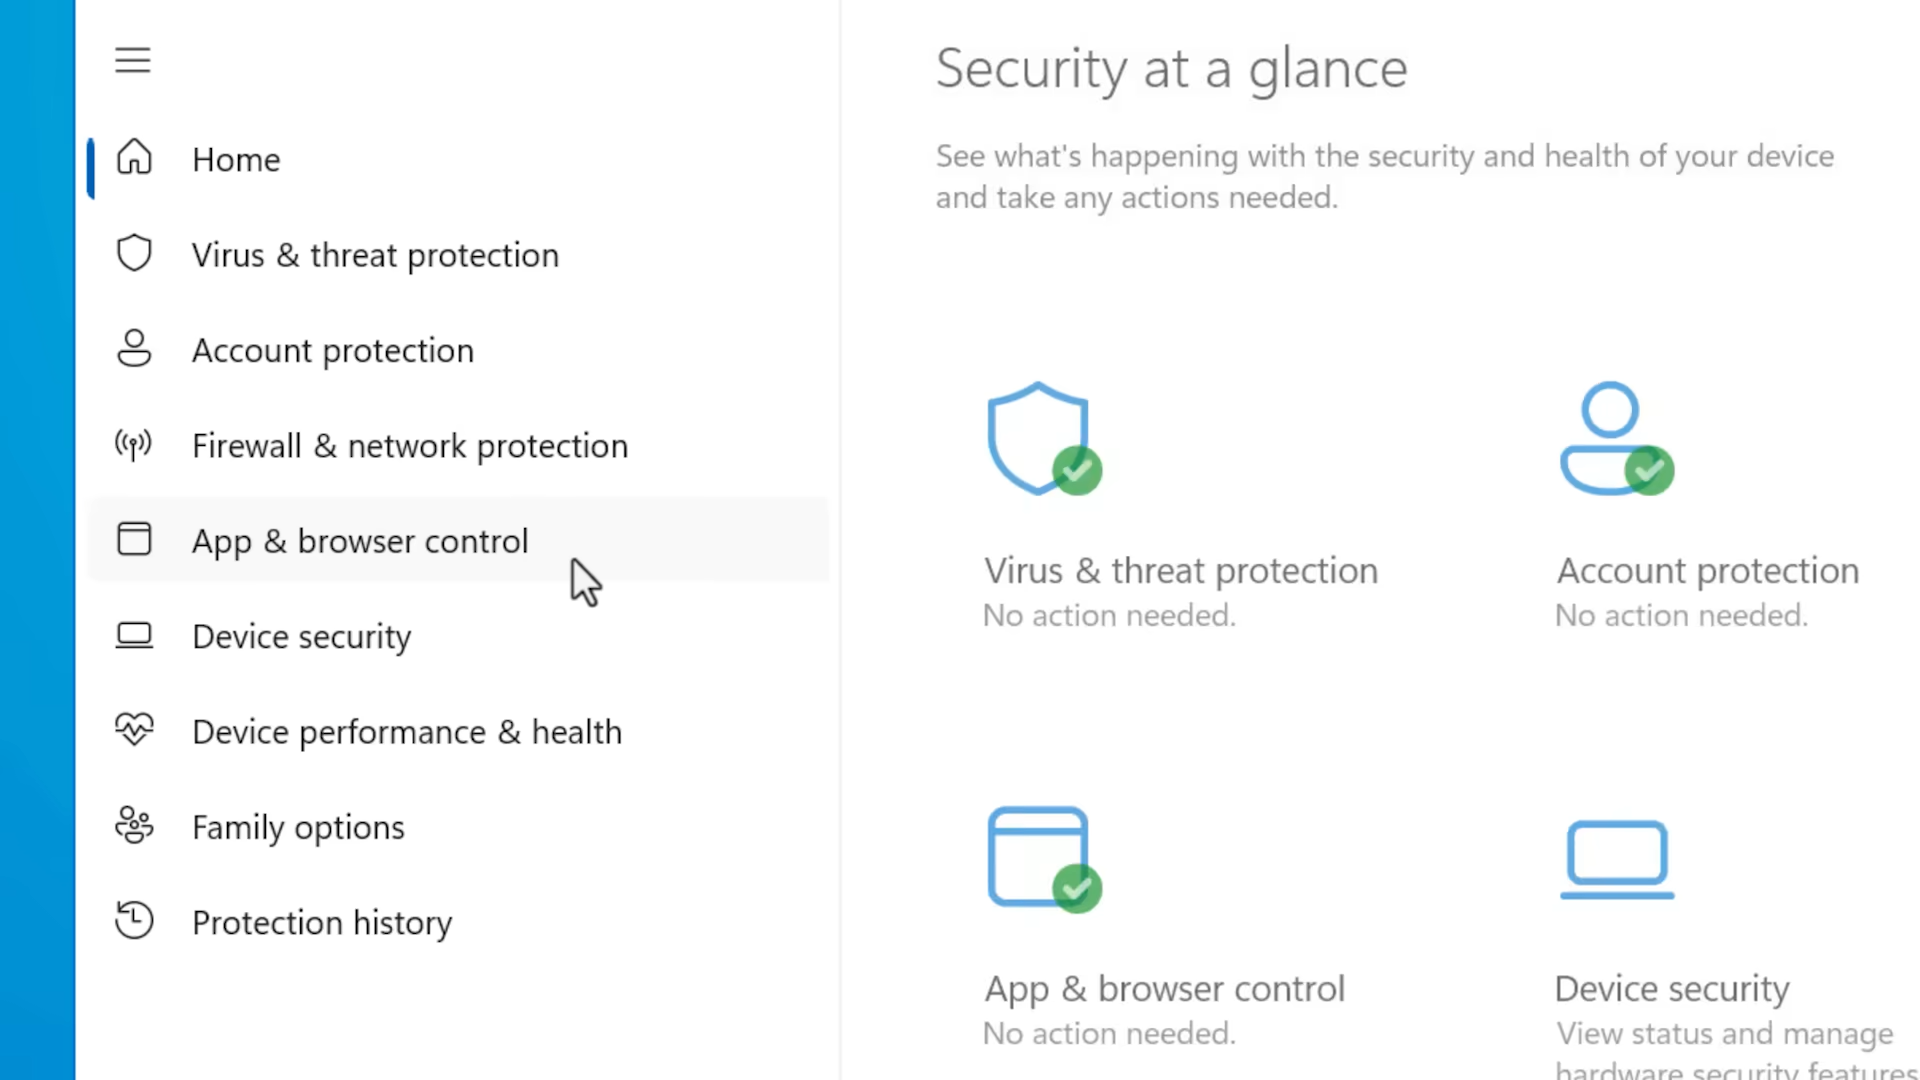 Home
Virus & threat protection
Account protection
Firewall & network protection
App & browser control
Device security
Device performance & health
Family options
Protection history
Security at a glance
See what's happening with the security and health of your device
and take any actions needed.
Virus & threat protection
No action needed.
Account protection
No action needed.
App & browser control
No action needed.
Device security
View status and manage
hardware security features